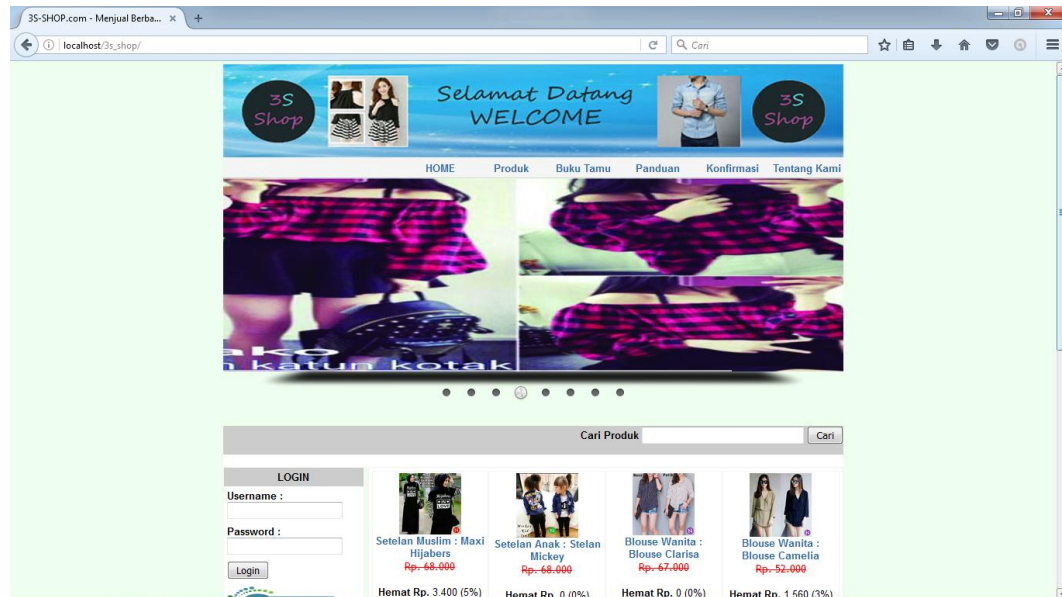 3S-SHOP.com - Menjual Berba...
localhost/3s_shop/
Cari
3S
Shop
Selamat Datang
WELCOME
3S
Shop
HOME Produk Buku Tamu Panduan Konfirmasi Tentang Kami
ako
katun kotak
Cari Produk Cari
LOGIN
Username :
Password :
Login
Setelan Muslim : Maxi
Hijabers
Rp. 68.000
Hemat Rp. 3.400 (5%)
Setelan Anak : Stelan
Mickey
Rp. 68.000
Hemat Rp. 0 (0%)
Blouse Wanita :
Blouse Clarisa
Rp. 67.000
Hemat Rp. 0 (0%)
Blouse Wanita :
Blouse Camelia
Rp. 52.000
Hemat Rp. 1.560 (3%)